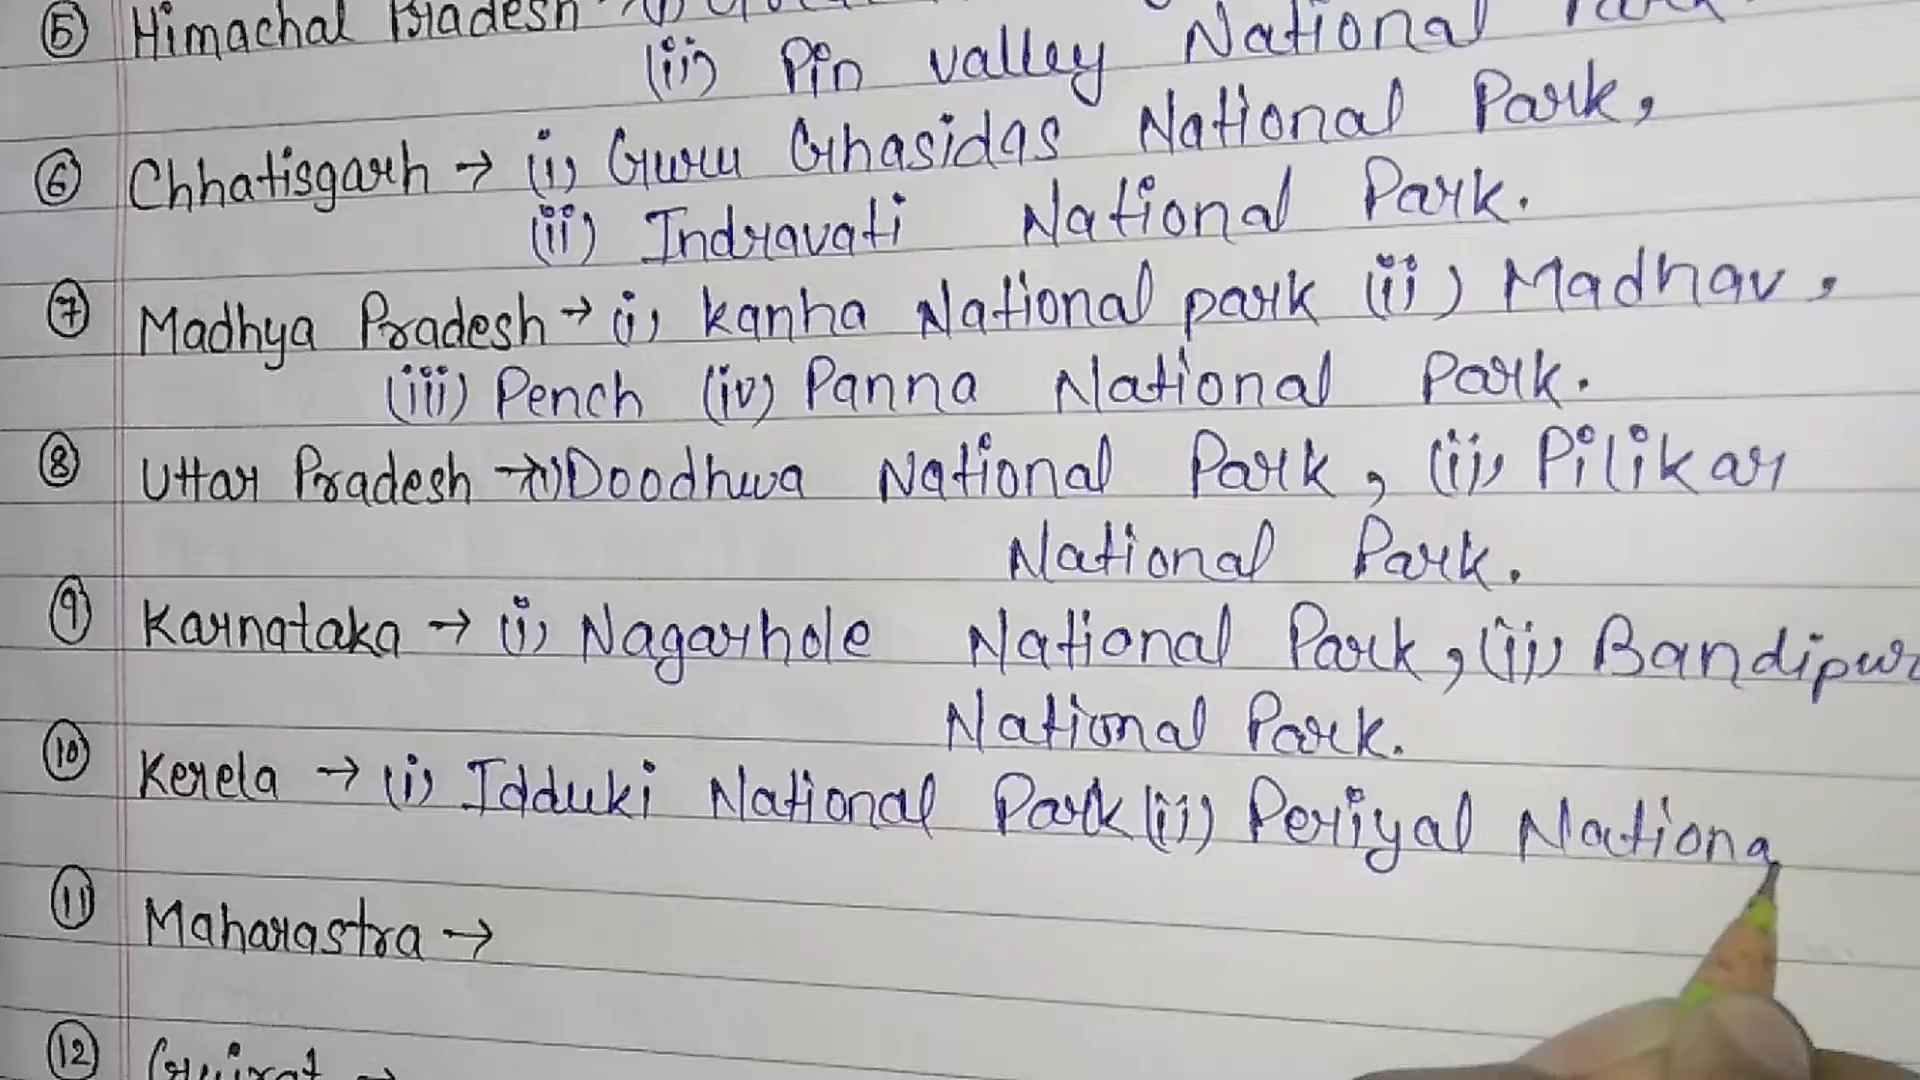 5 Himachal Pradesh (i)
(ii) Pin valley National Park
6 Chhatisgarh → (i) Guru Ghasidas National Park,
(ii) Indravati National Park.
7 Madhya Pradesh → (i) Kanha National park (ii) Madhav,
(iii) Pench (iv) Panna National Park.
8 Uttar Pradesh → (i) Doodhwa National Park, (ii) Pilikar
National Park.
9 Karnataka → (i) Nagarhole National Park, (ii) Bandipur
National Park.
10 Kerela → (i) Idduki National Park (ii) Periyal Nationa
11 Maharastra →
12 Gujrat →